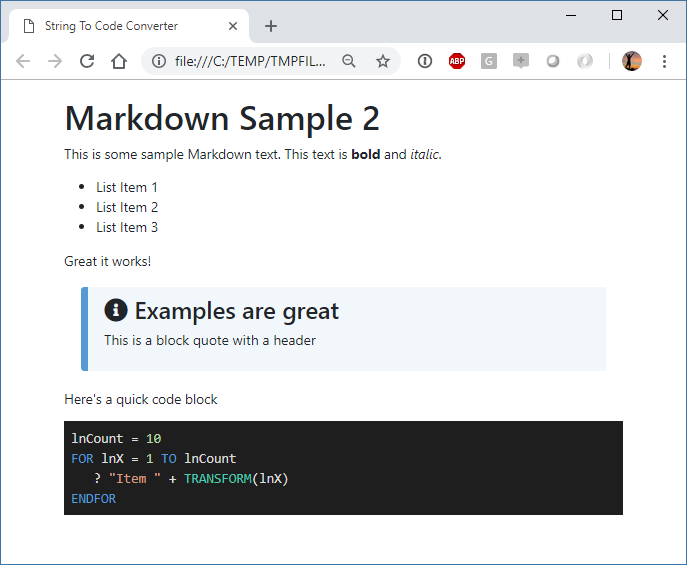 String To Code Converter
file:///C:/TEMP/TMPFIL...
ABP
G
Markdown Sample 2
This is some sample Markdown text. This text is bold and italic.
List Item 1
List Item 2
List Item 3
Great it works!
Examples are great
This is a block quote with a header
Here's a quick code block
lnCount = 10
FOR lnX = 1 TO lnCount
   ? "Item " + TRANSFORM(lnX)
ENDFOR